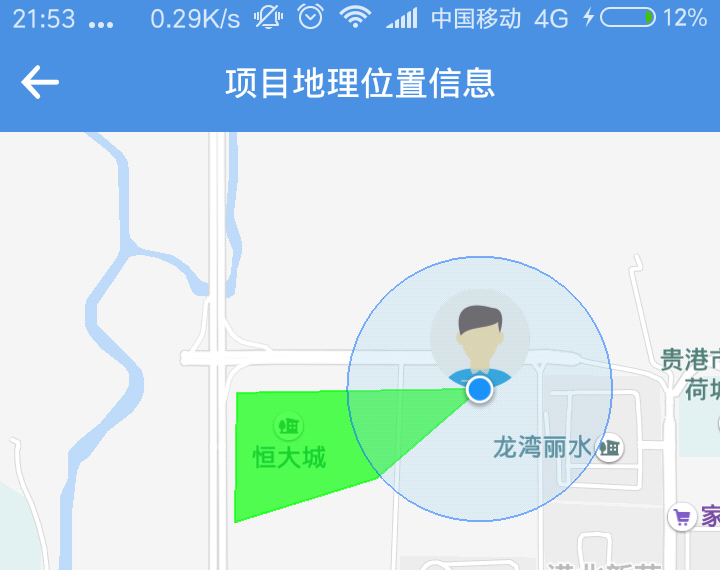 21:53 ... 0.29K/s 中国移动 4G 12%
项目地理位置信息
贵港市
荷城
恒大城
龙湾丽水
家